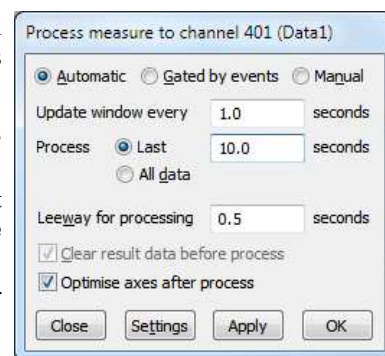 Process measure to channel 401 (Data1)
Automatic Gated by events Manual
Update window every 1.0 seconds
Process Last 10.0 seconds
All data
Leeway for processing 0.5 seconds
Clear result data before process
Optimise axes after process
Close Settings Apply OK